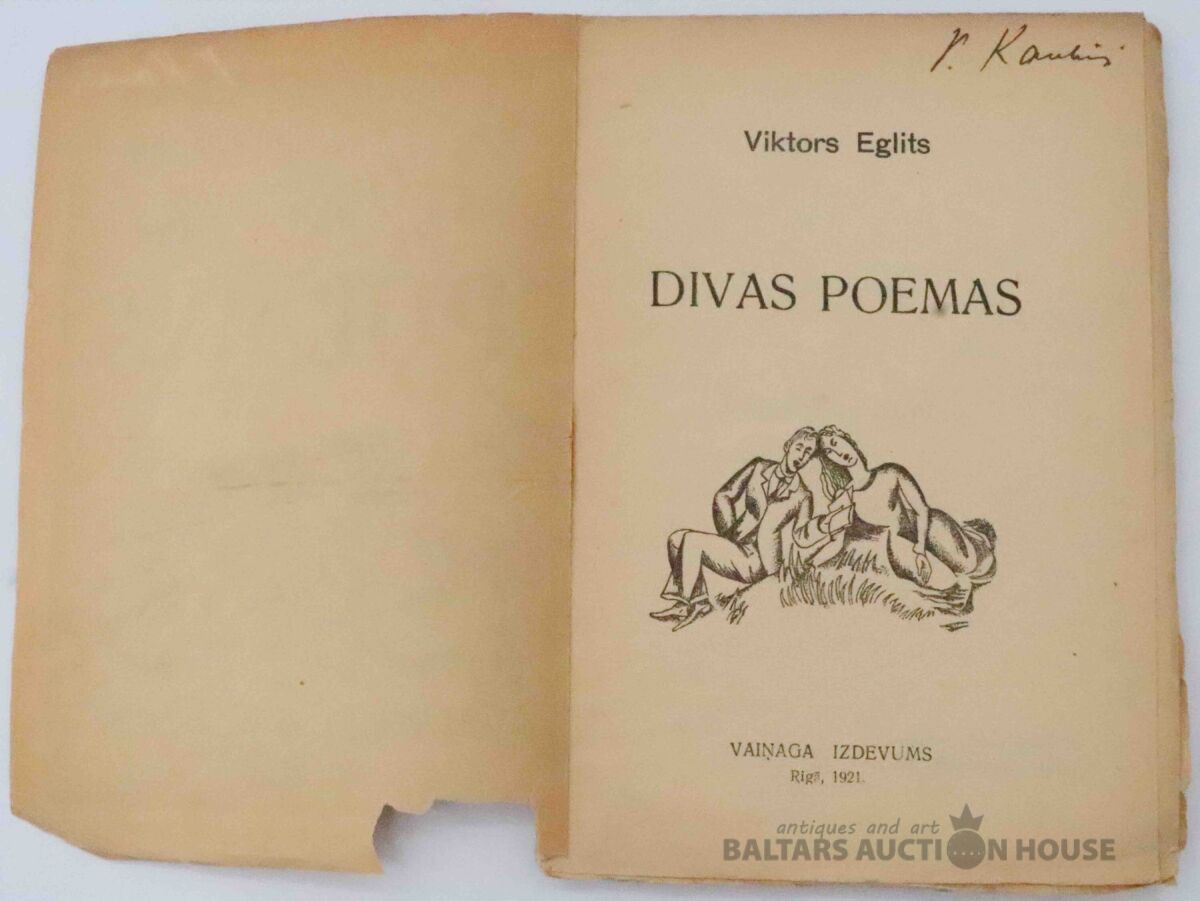 Viktors Eglits
DIVAS POEMAS
VAIŅAGA IZDEVUMS
Rīgā, 1921.
antiques and art
BALTARS AUCTION HOUSE